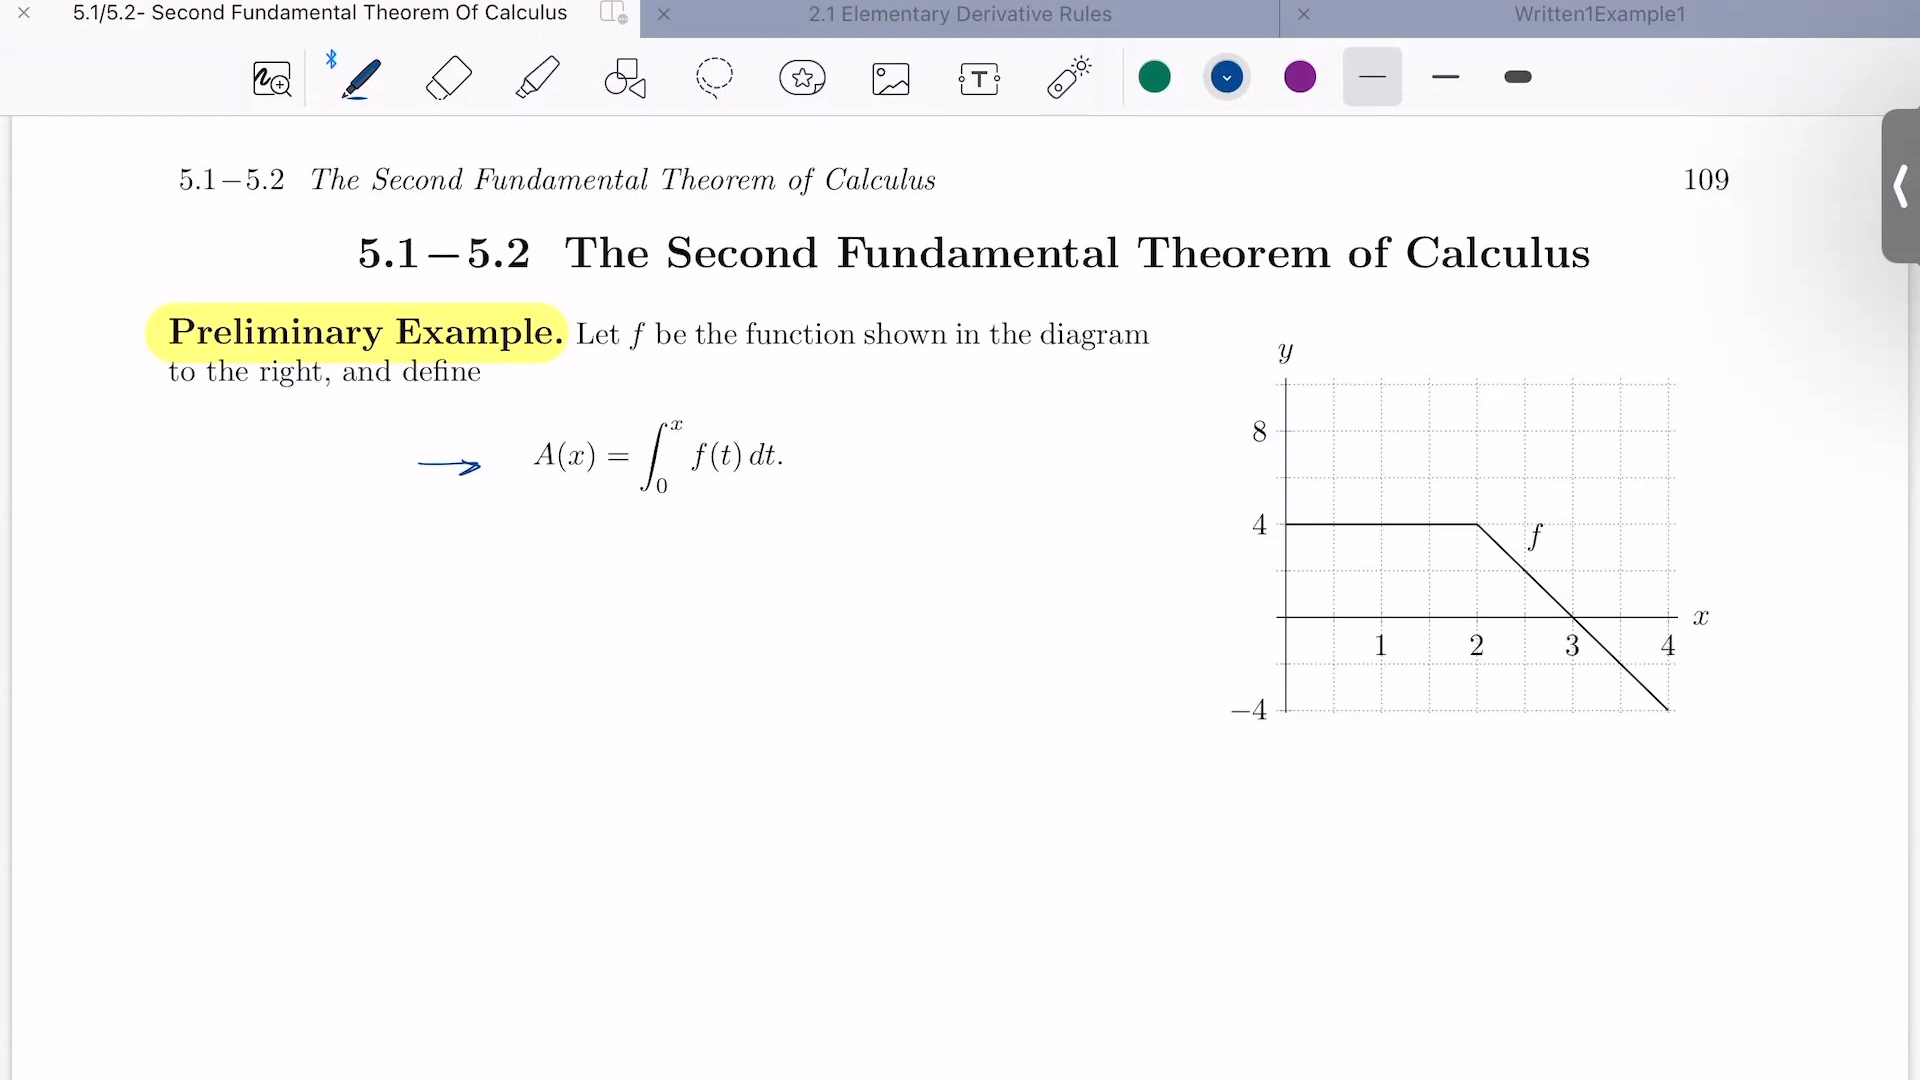 5.1/5.2- Second Fundamental Theorem Of Calculus
2.1 Elementary Derivative Rules
Written1Example1
5.1–5.2 The Second Fundamental Theorem of Calculus 109
5.1–5.2 The Second Fundamental Theorem of Calculus
Preliminary Example. Let f be the function shown in the diagram
to the right, and define
A(x) = ∫₀ˣ f(t) dt.
y
8
4
f
x
1 2 3 4
−4